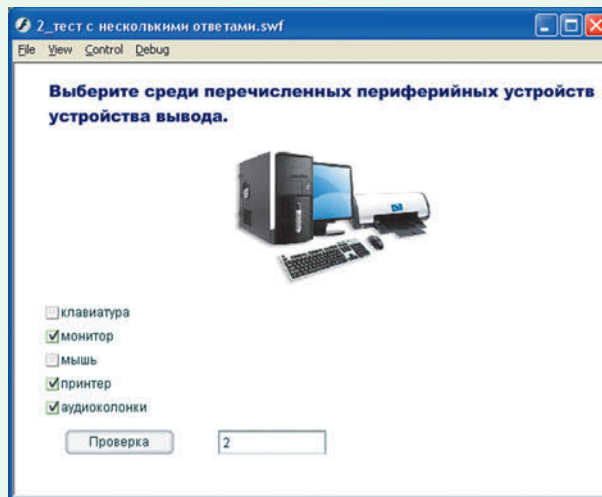 2_тест с несколькими ответами.swf
File View Control Debug
Выберите среди перечисленных периферийных устройств
устройства вывода.
клавиатура
монитор
мышь
принтер
аудиоколонки
Проверка 2